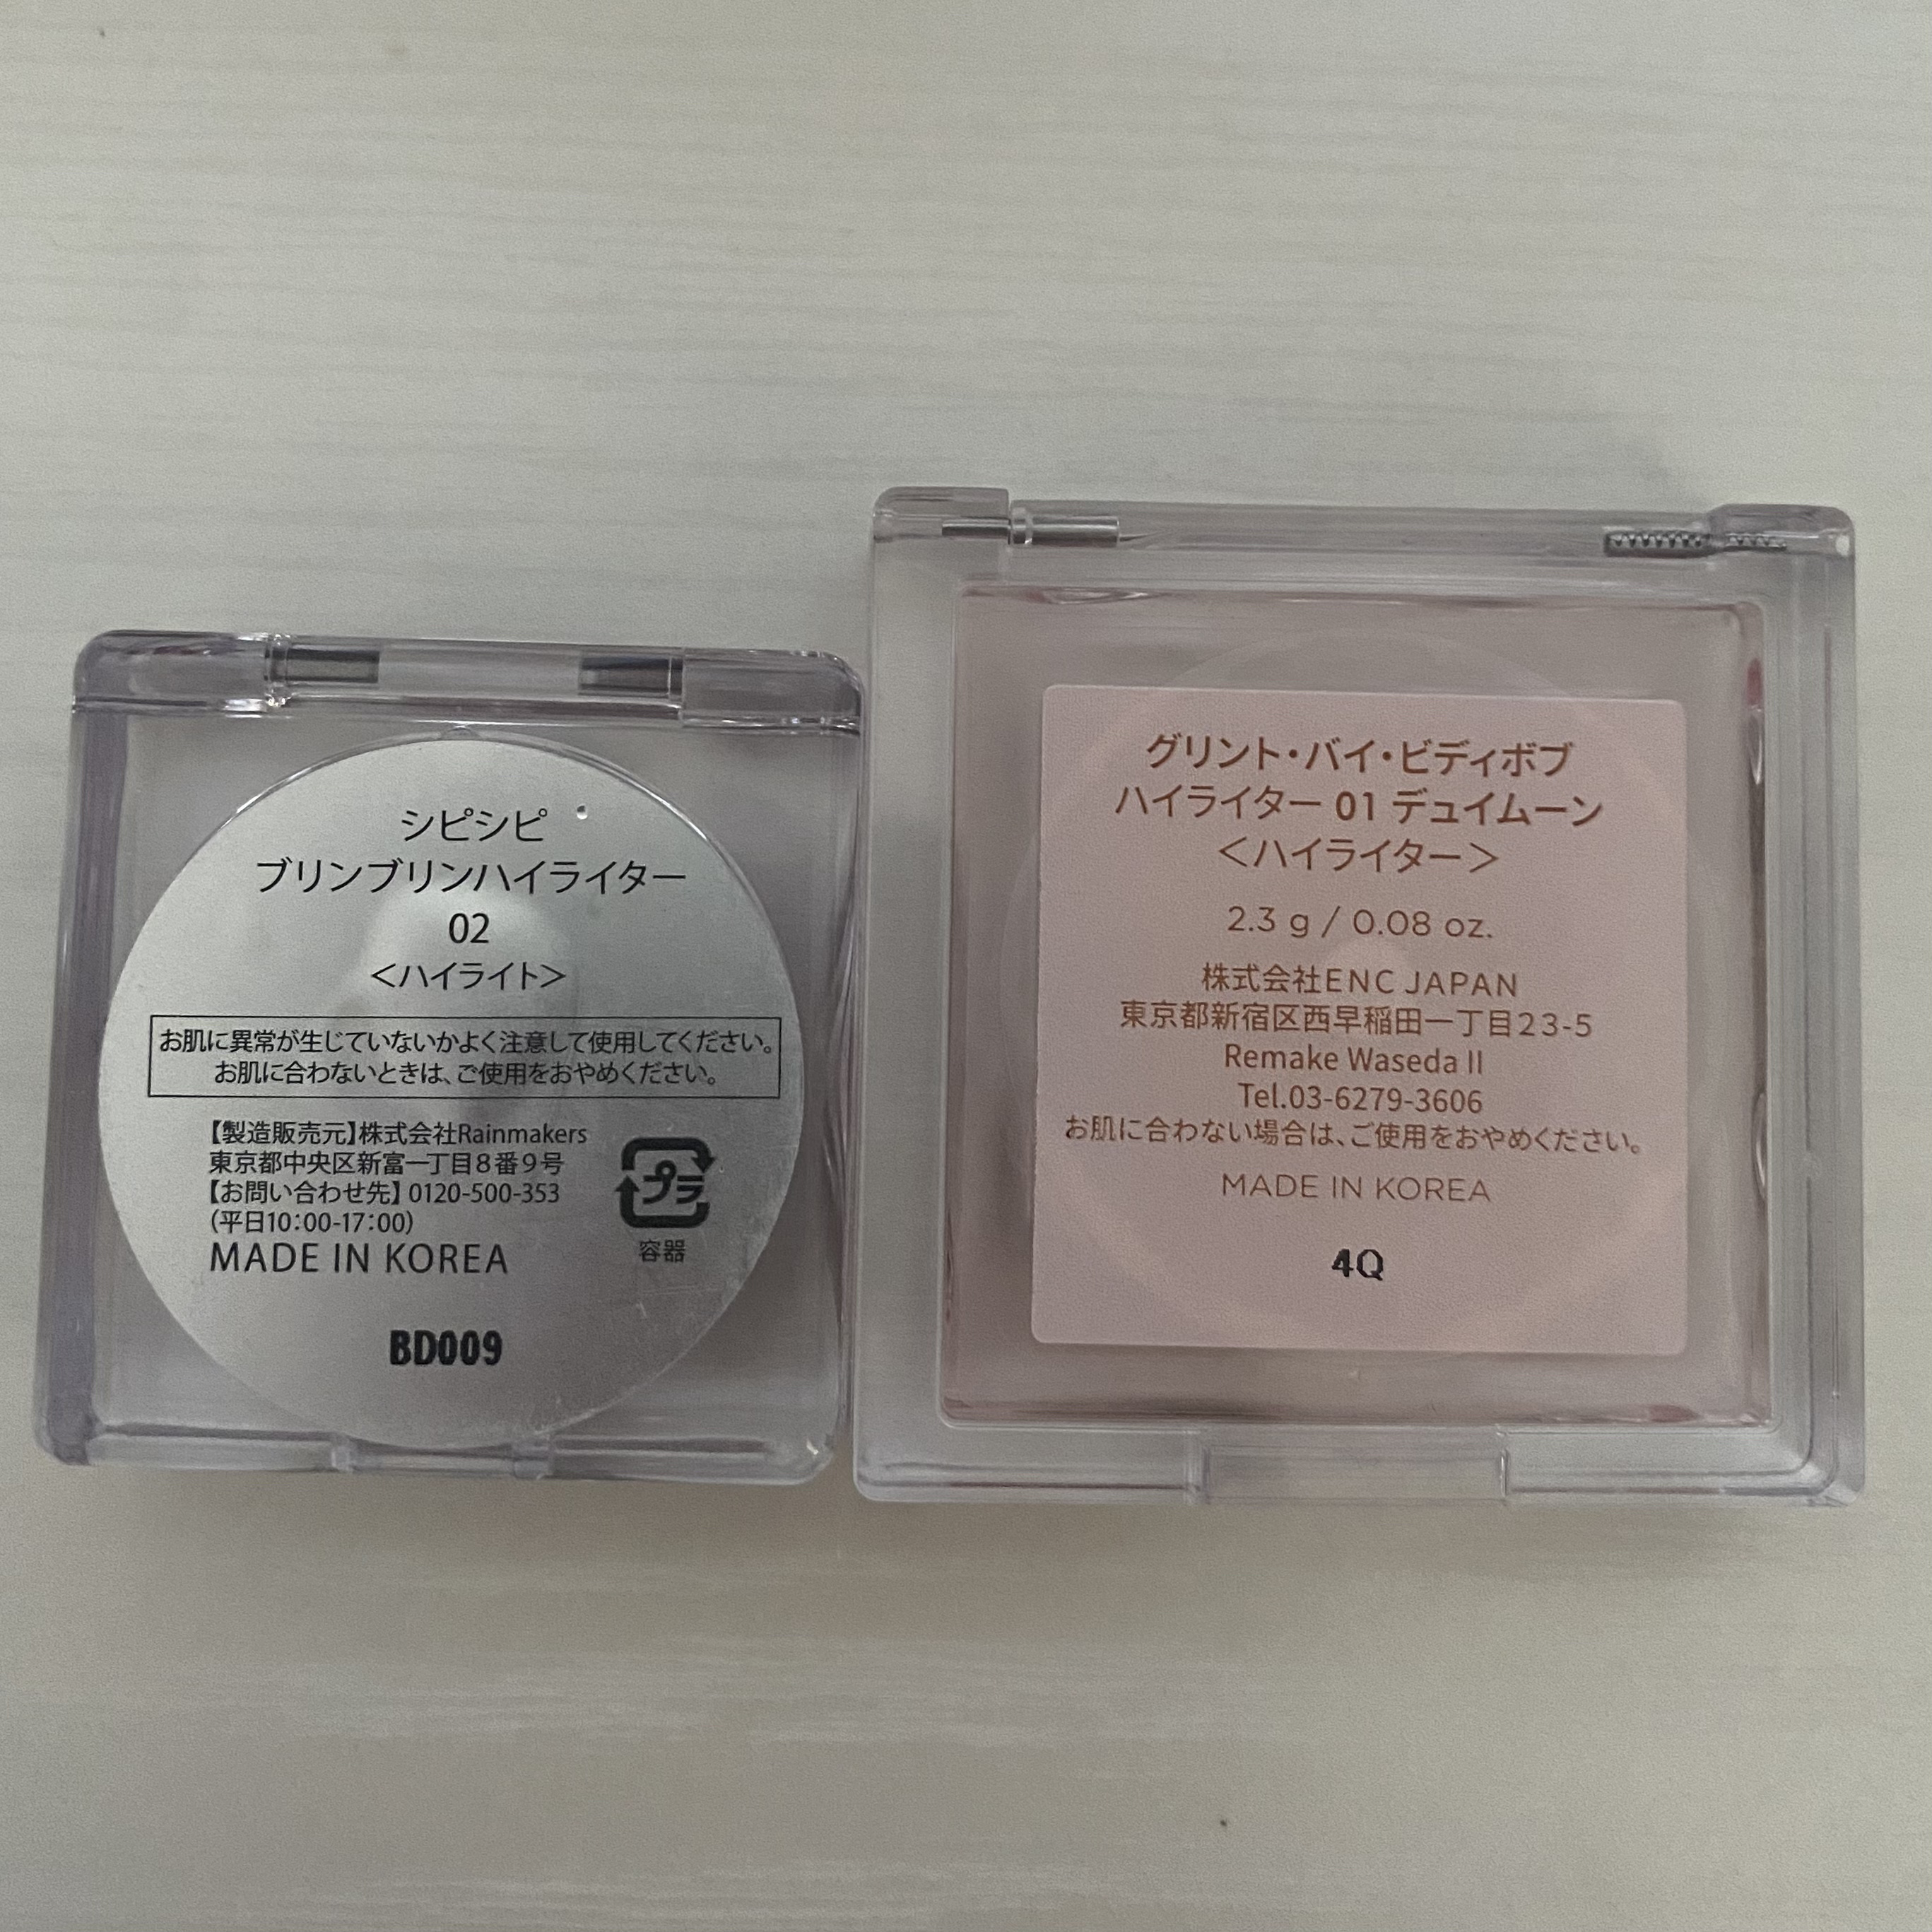 シピシピ
ブリンブリンハイライター
02
＜ハイライト＞
お肌に異常が生じていないかよく注意して使用してください。
お肌に合わないときは、ご使用をおやめください。
【製造販売元】株式会社Rainmakers
東京都中央区新富一丁目8番9号
【お問い合わせ先】0120-500-353
（平日10：00-17：00）
MADE IN KOREA
プラ
容器
BD009
グリント・バイ・ビディボブ
ハイライター 01 デュイムーン
＜ハイライター＞
2.3 g / 0.08 oz.
株式会社ENC JAPAN
東京都新宿区西早稲田一丁目23-5
Remake Waseda II
Tel.03-6279-3606
お肌に合わない場合は、ご使用をおやめください。
MADE IN KOREA
4Q